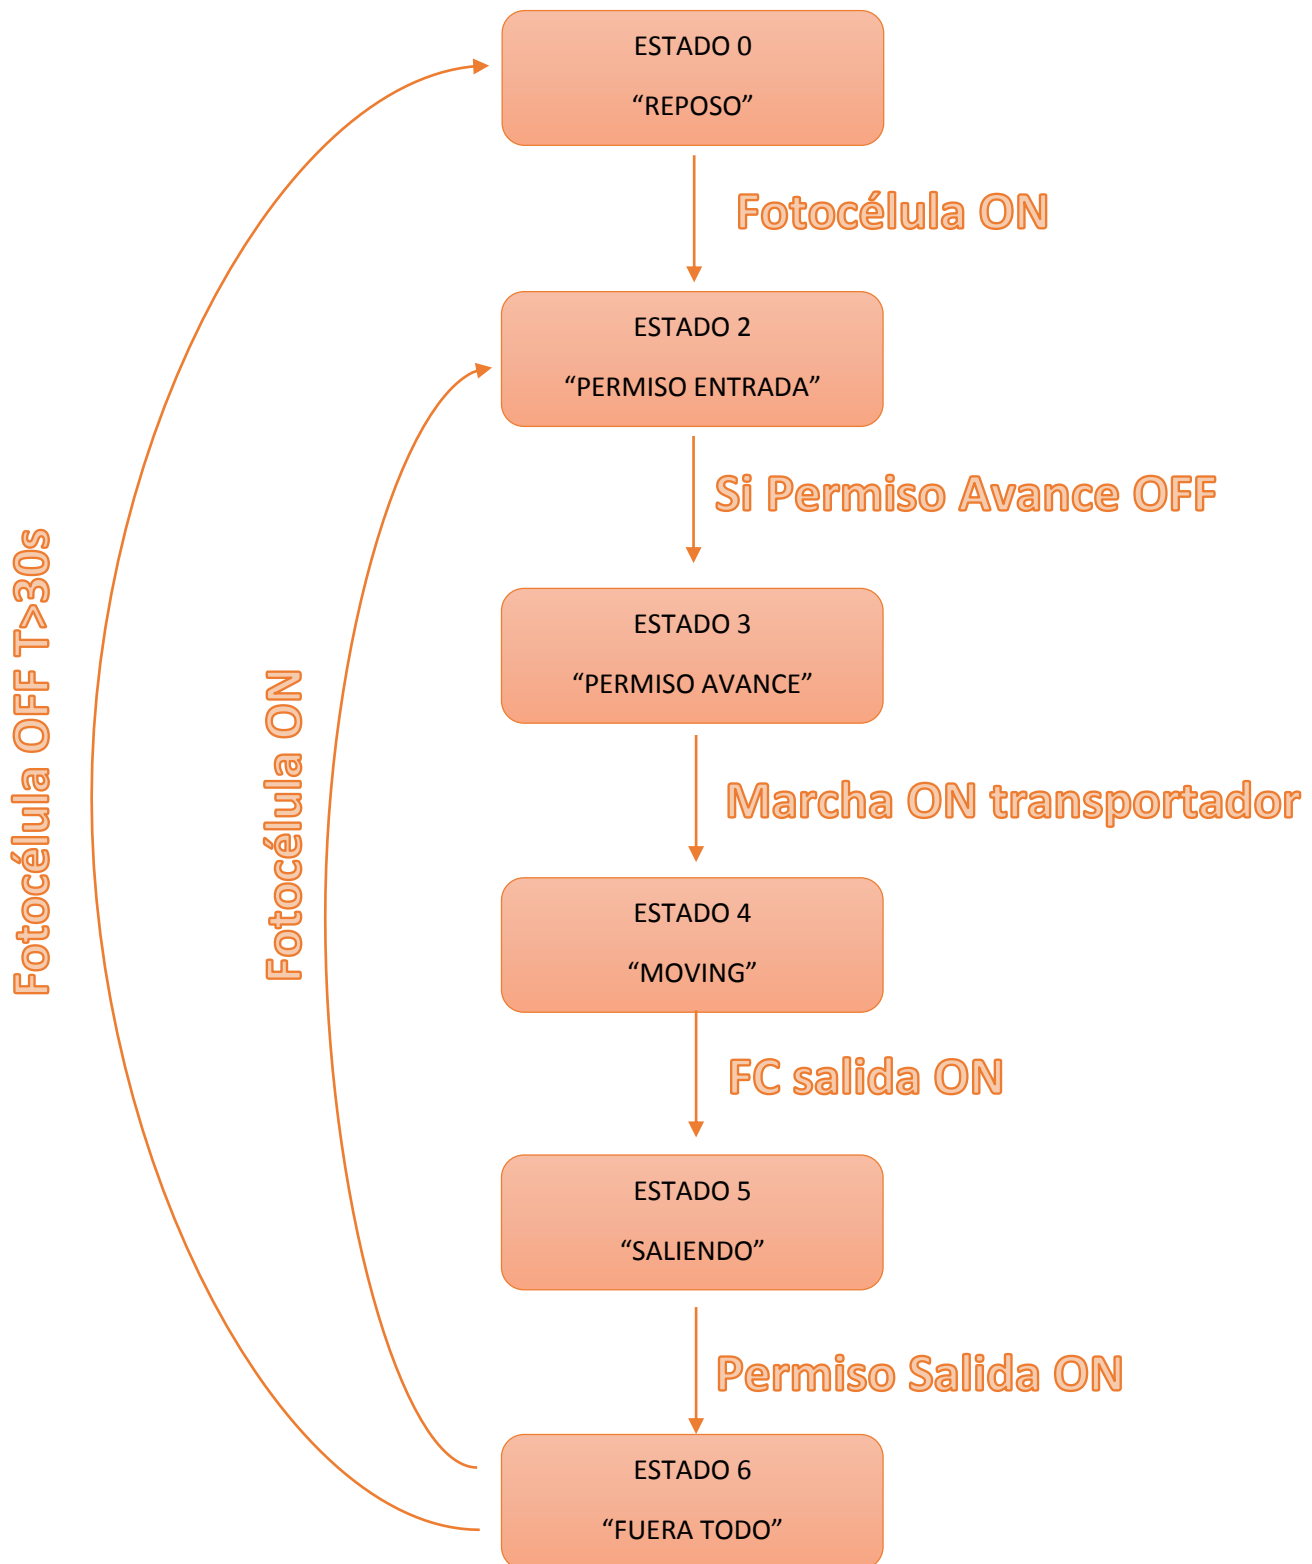 ESTADO 0
“REPOSO”
Fotocélula ON
ESTADO 2
“PERMISO ENTRADA”
Si Permiso Avance OFF
ESTADO 3
“PERMISO AVANCE”
Marcha ON transportador
ESTADO 4
“MOVING”
FC salida ON
ESTADO 5
“SALIENDO”
Permiso Salida ON
ESTADO 6
“FUERA TODO”
Fotocélula ON
Fotocélula OFF T>30s